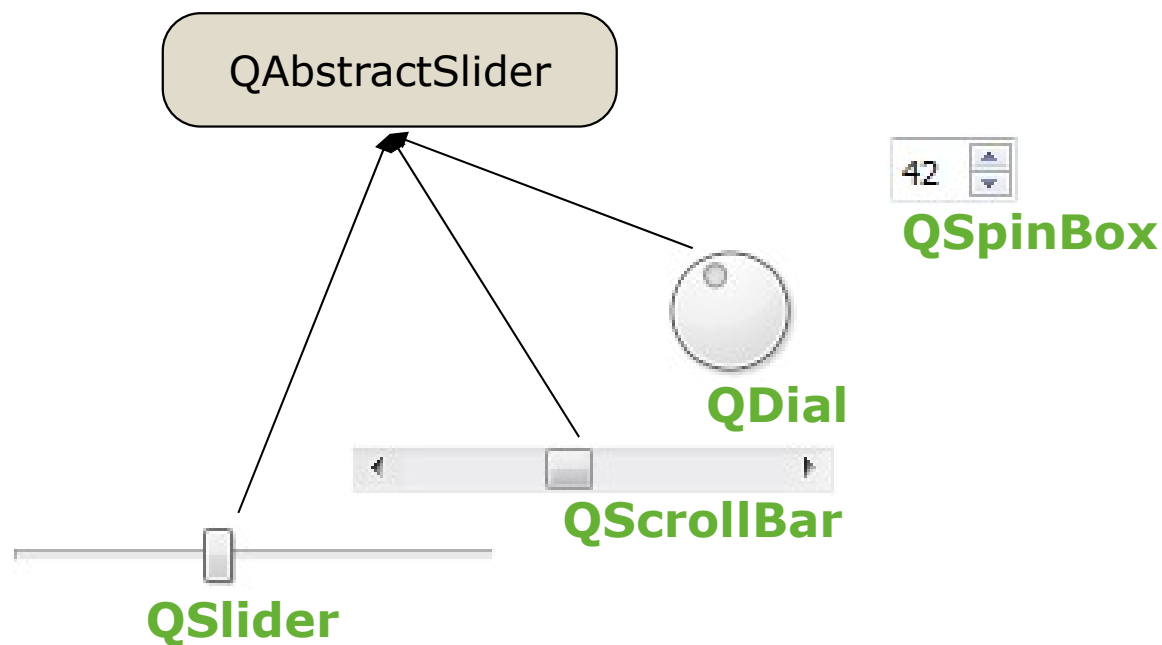 QAbstractSlider
42
QSpinBox
QDial
QScrollBar
QSlider